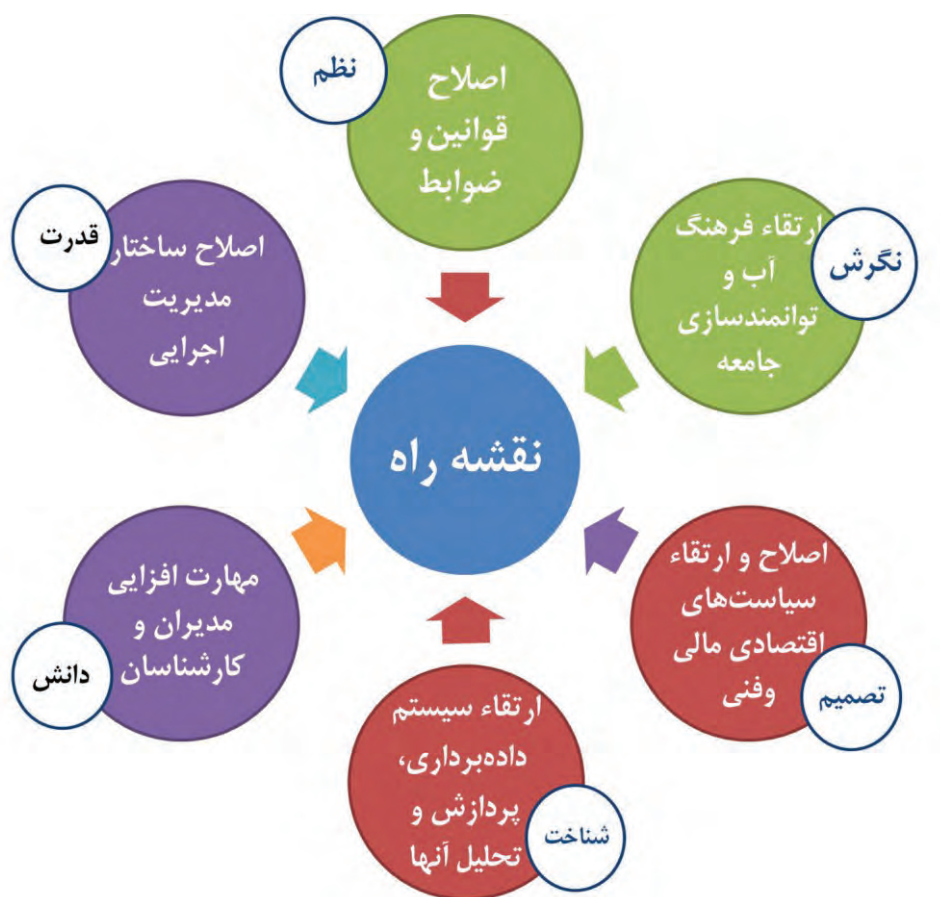 نظم
اصلاح
قوانین و
ضوابط
نگرش
ارتقاء فرهنگ
آب و
توانمندسازی
جامعه
قدرت
اصلاح ساختار
مدیریت
اجرایی
نقشه راه
اصلاح و ارتقاء
سیاست‌های
اقتصادی مالی
وفنی
تصمیم
مهارت افزایی
مدیران و
کارشناسان
دانش
ارتقاء سیستم
داده‌برداری،
پردازش و
تحلیل آنها
شناخت